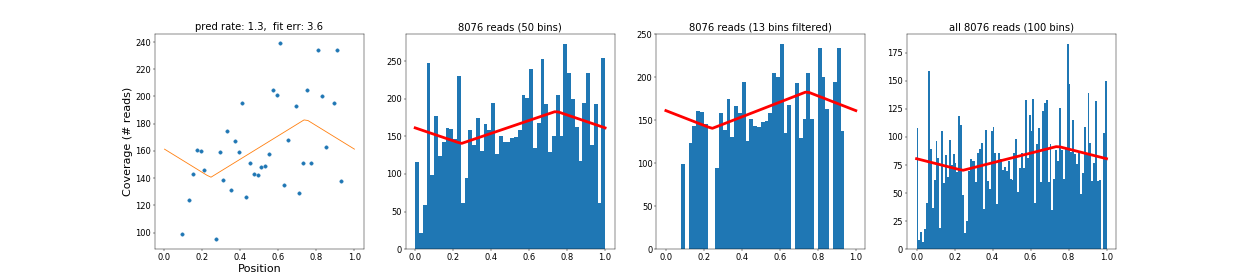 pred rate: 1.3,  fit err: 3.6
Coverage (# reads)
240
220
200
180
160
140
120
100
0.0 0.2 0.4 0.6 0.8 1.0
Position
8076 reads (50 bins)
250
200
150
100
50
0
0.0 0.2 0.4 0.6 0.8 1.0
8076 reads (13 bins filtered)
250
200
150
100
50
0
0.0 0.2 0.4 0.6 0.8 1.0
all 8076 reads (100 bins)
175
150
125
100
75
50
25
0
0.0 0.2 0.4 0.6 0.8 1.0